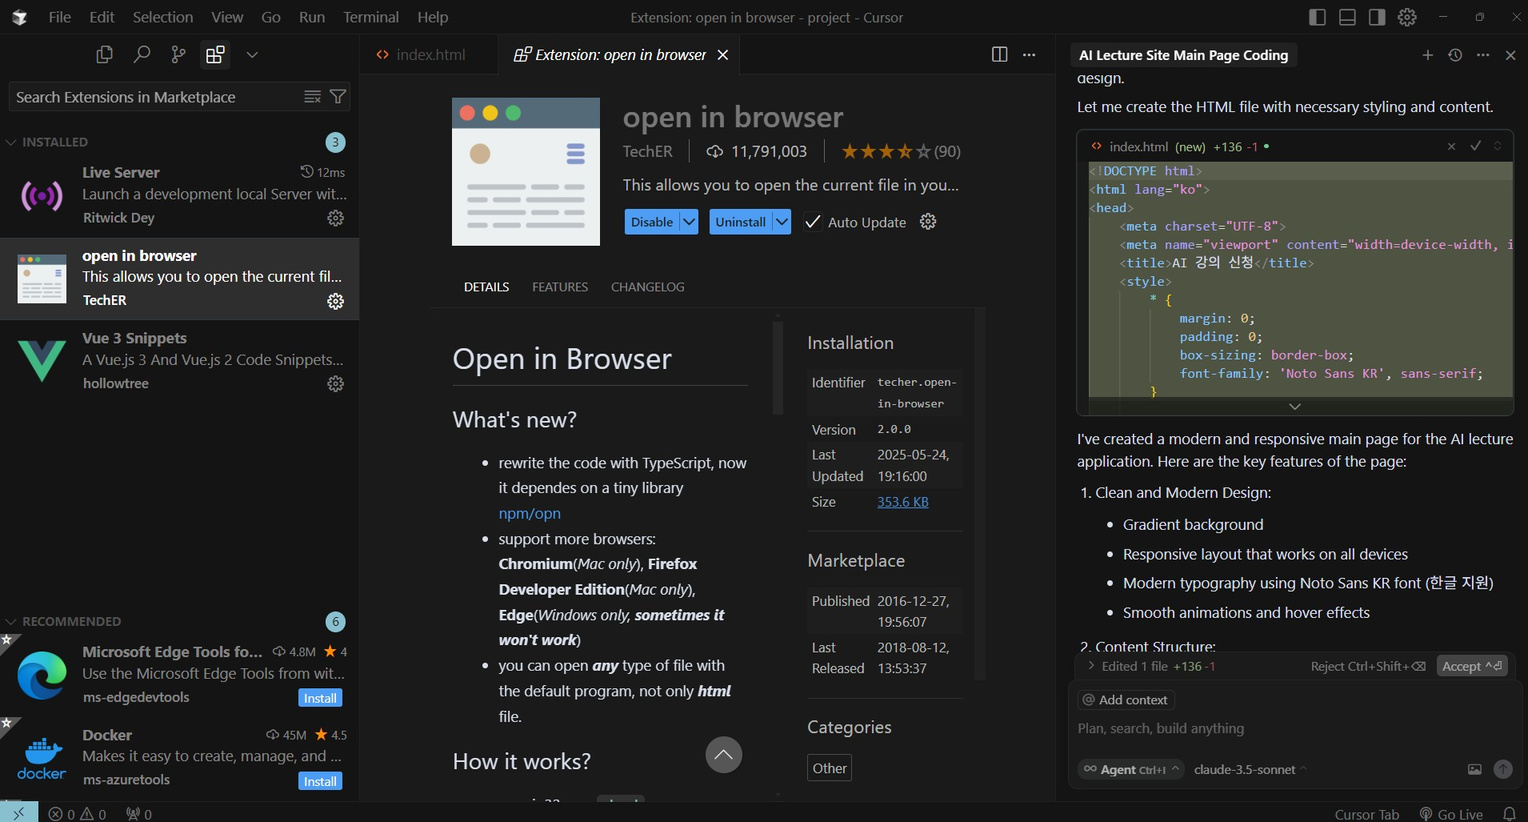 File Edit Selection View Go Run Terminal Help
Extension: open in browser - project - Cursor
Search Extensions in Marketplace
INSTALLED 3
Live Server 12ms
Launch a development local Server wit...
Ritwick Dey
open in browser
This allows you to open the current fil...
TechER
Vue 3 Snippets
A Vue.js 3 And Vue.js 2 Code Snippets...
hollowtree
RECOMMENDED 6
Microsoft Edge Tools fo... 4.8M ★ 4
Use the Microsoft Edge Tools from wit...
ms-edgedevtools Install
Docker 45M ★ 4.5
Makes it easy to create, manage, and ...
docker
ms-azuretools Install
index.html
Extension: open in browser
open in browser
TechER 11,791,003 (90)
This allows you to open the current file in you...
Disable Uninstall Auto Update
DETAILS FEATURES CHANGELOG
Open in Browser
What's new?
• rewrite the code with TypeScript, now
it dependes on a tiny library
npm/opn
• support more browsers:
Chromium(Mac only), Firefox
Developer Edition(Mac only),
Edge(Windows only, sometimes it
won't work)
• you can open any type of file with
the default program, not only html
file.
How it works?
Installation
Identifier techer.open-
in-browser
Version 2.0.0
Last 2025-05-24,
Updated 19:16:00
Size 353.6 KB
Marketplace
Published 2016-12-27,
19:56:07
Last 2018-08-12,
Released 13:53:37
Categories
Other
AI Lecture Site Main Page Coding
design.
Let me create the HTML file with necessary styling and content.
index.html (new) +136 -1 •
<!DOCTYPE html>
<html lang="ko">
<head>
<meta charset="UTF-8">
<meta name="viewport" content="width=device-width, i
<title>AI 강의 신청</title>
<style>
* {
margin: 0;
padding: 0;
box-sizing: border-box;
font-family: 'Noto Sans KR', sans-serif;
}
I've created a modern and responsive main page for the AI lecture
application. Here are the key features of the page:
1. Clean and Modern Design:
• Gradient background
• Responsive layout that works on all devices
• Modern typography using Noto Sans KR font (한글 지원)
• Smooth animations and hover effects
2. Content Structure:
Edited 1 file +136 -1 Reject Ctrl+Shift+⌫ Accept ^⏎
@ Add context
Plan, search, build anything
∞ Agent Ctrl+I claude-3.5-sonnet
0 0 0
Cursor Tab Go Live